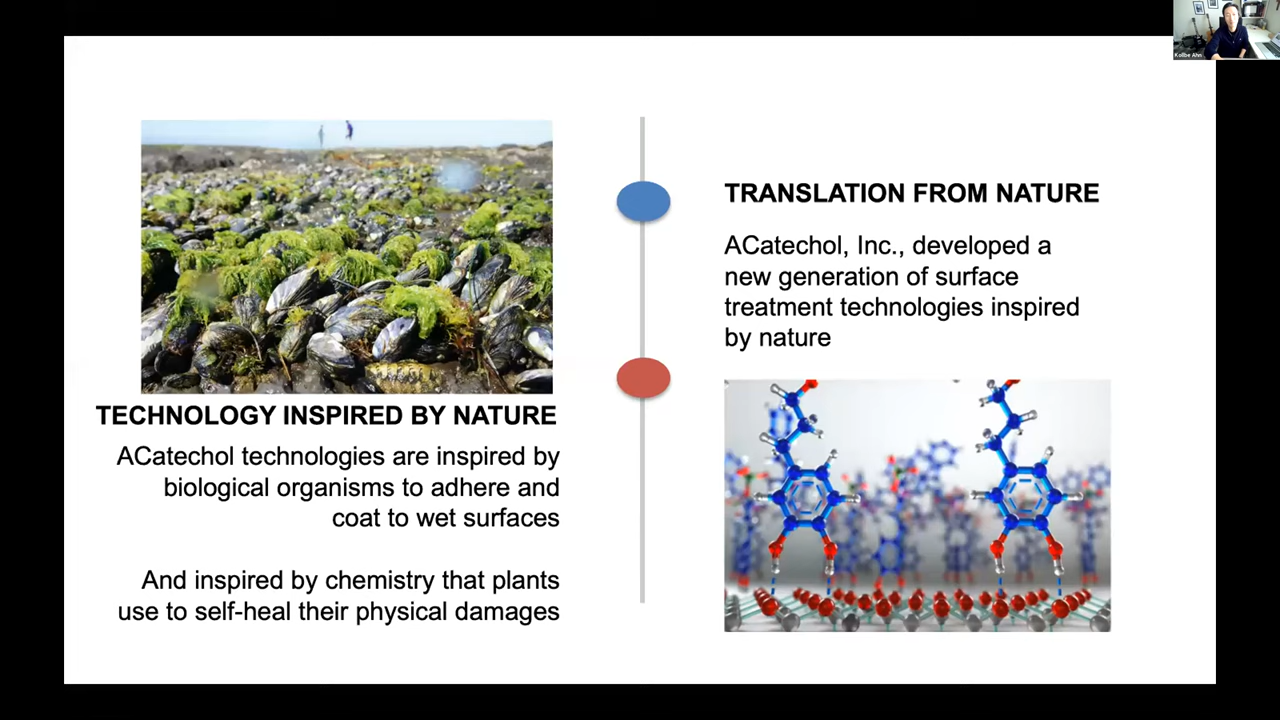 Kollbe Ahn
TECHNOLOGY INSPIRED BY NATURE
ACatechol technologies are inspired by
biological organisms to adhere and
coat to wet surfaces
And inspired by chemistry that plants
use to self-heal their physical damages
TRANSLATION FROM NATURE
ACatechol, Inc., developed a
new generation of surface
treatment technologies inspired
by nature